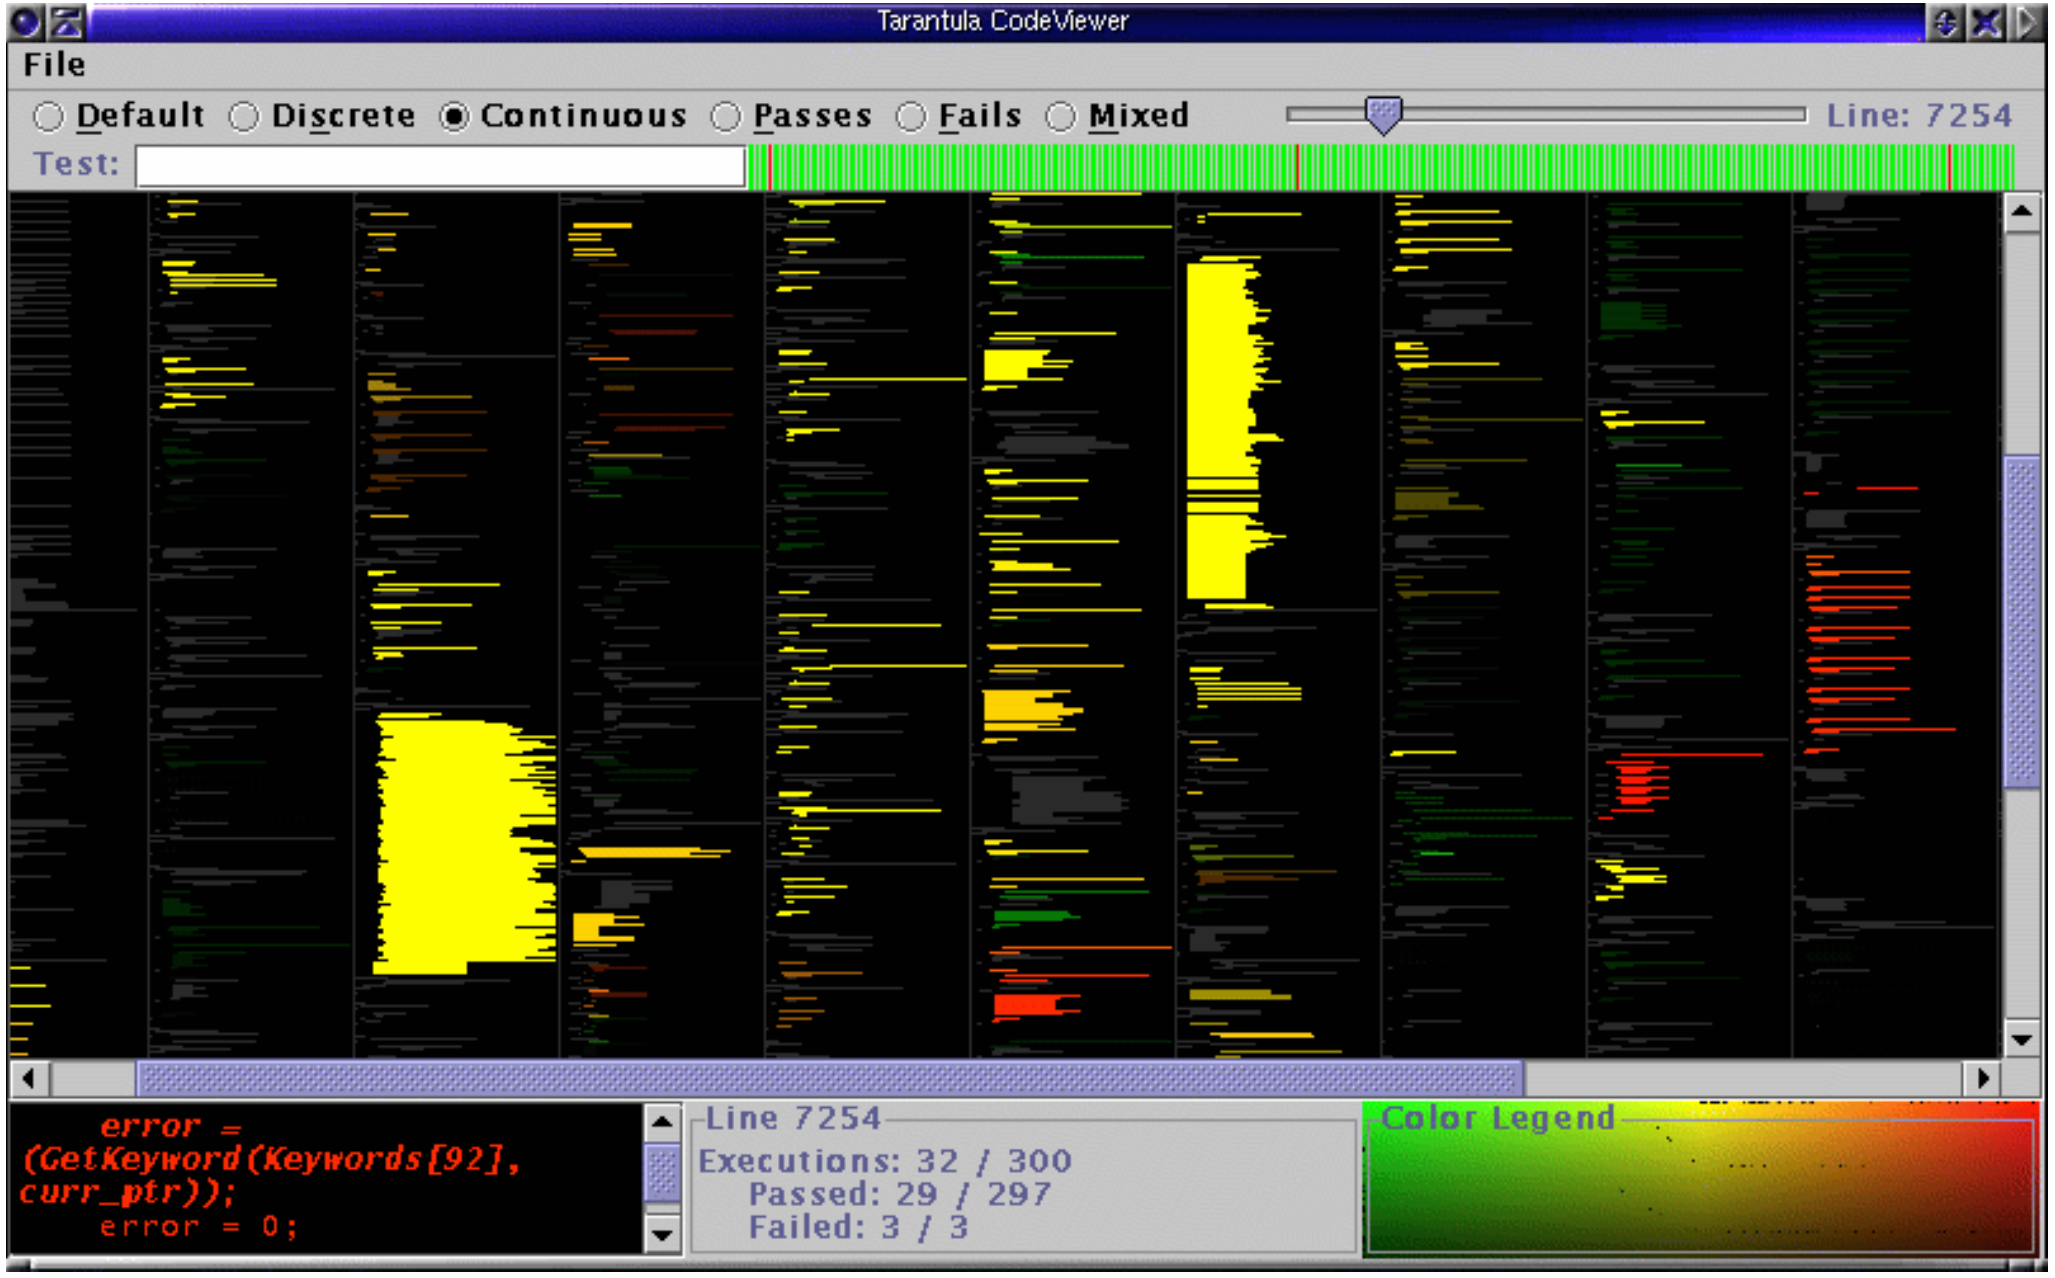 Tarantula CodeViewer
File
Default Discrete Continuous Passes Fails Mixed Line: 7254
Test:
error =
(GetKeyword(Keywords[92],
curr_ptr));
error = 0;
Line 7254
Executions: 32 / 300
Passed: 29 / 297
Failed: 3 / 3
Color Legend